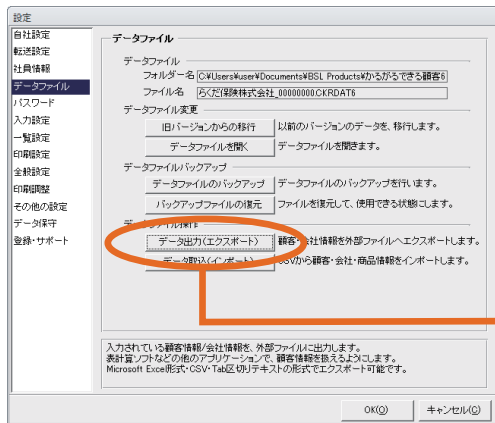 設定
自社設定
転送設定
社員情報
データファイル
パスワード
入力設定
一覧設定
印刷設定
全般設定
印刷調整
その他の設定
データ保守
登録・サポート
データファイル
データファイル
フォルダー名 C:¥Users¥user¥Documents¥BSL Products¥かるがるできる顧客6
ファイル名 らくだ保険株式会社_00000000.CKRDAT6
データファイル変更
旧バージョンからの移行 以前のバージョンのデータを、移行します。
データファイルを開く データファイルを開きます。
データファイルバックアップ
データファイルのバックアップ データファイルのバックアップを行います。
バックアップファイルの復元 ファイルを復元して、使用できる状態にします。
データファイル操作
データ出力(エクスポート) 顧客・会社情報を外部ファイルへエクスポートします。
データ取込(インポート) CSVから顧客・会社・商品情報をインポートします。
入力されている顧客情報/会社情報を、外部ファイルに出力します。
表計算ソフトなどの他のアプリケーションで、顧客情報を扱えるようにします。
Microsoft Excel形式・CSV・Tab区切りテキストの形式でエクスポート可能です。
OK(O) キャンセル(C)